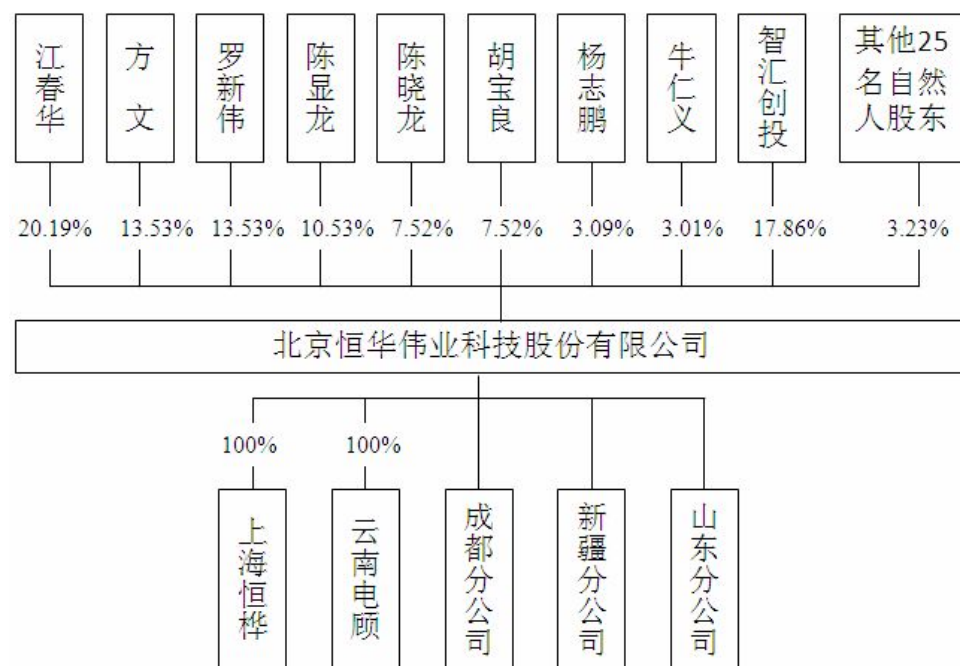 江春华
方文
罗新伟
陈显龙
陈晓龙
胡宝良
杨志鹏
牛仁义
智汇创投
其他25
名自然
人股东
20.19%
13.53%
13.53%
10.53%
7.52%
7.52%
3.09%
3.01%
17.86%
3.23%
北京恒华伟业科技股份有限公司
100%
100%
上海恒桦
云南电顾
成都分公司
新疆分公司
山东分公司